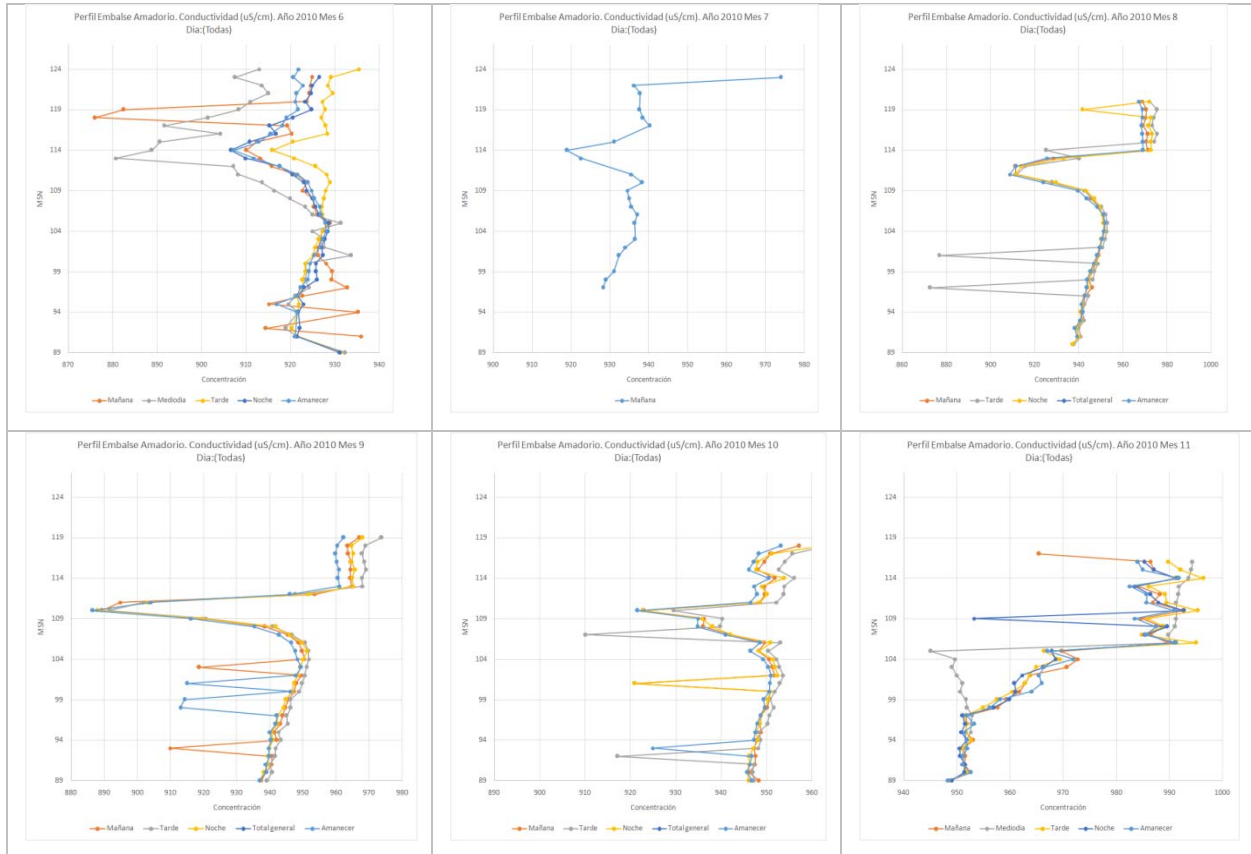 Perfil Embalse Amadorio. Conductividad (uS/cm). Año 2010 Mes 6
Dia:(Todas)
124
119
114
109
104
99
94
89
MSN
870 880 890 900 910 920 930 940
Concentración
Mañana Mediodia Tarde Noche Amanecer
Perfil Embalse Amadorio. Conductividad (uS/cm). Año 2010 Mes 7
Dia:(Todas)
124
119
114
109
104
99
94
89
MSN
900 910 920 930 940 950 960 970 980
Concentración
Mañana
Perfil Embalse Amadorio. Conductividad (uS/cm). Año 2010 Mes 8
Dia:(Todas)
124
119
114
109
104
99
94
89
MSN
860 880 900 920 940 960 980 1000
Concentración
Mañana Tarde Noche Total general Amanecer
Perfil Embalse Amadorio. Conductividad (uS/cm). Año 2010 Mes 9
Dia:(Todas)
124
119
114
109
104
99
94
89
MSN
880 890 900 910 920 930 940 950 960 970 980
Concentración
Mañana Tarde Noche Total general Amanecer
Perfil Embalse Amadorio. Conductividad (uS/cm). Año 2010 Mes 10
Dia:(Todas)
124
119
114
109
104
99
94
89
MSN
890 900 910 920 930 940 950 960
Concentración
Mañana Tarde Noche Total general Amanecer
Perfil Embalse Amadorio. Conductividad (uS/cm). Año 2010 Mes 11
Dia:(Todas)
124
119
114
109
104
99
94
89
MSN
940 950 960 970 980 990 1000
Concentración
Mañana Mediodia Tarde Noche Amanecer